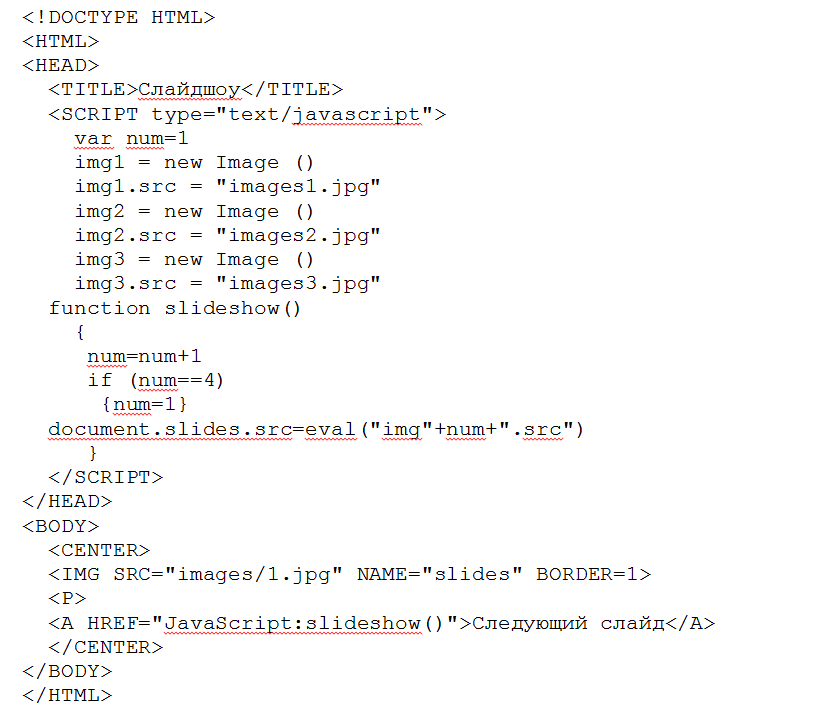 <!DOCTYPE HTML>
<HTML>
<HEAD>
<TITLE>Слайдшоу</TITLE>
<SCRIPT type="text/javascript">
var num=1
img1 = new Image ()
img1.src = "images1.jpg"
img2 = new Image ()
img2.src = "images2.jpg"
img3 = new Image ()
img3.src = "images3.jpg"
function slideshow()
{
num=num+1
if (num==4)
{num=1}
document.slides.src=eval("img"+num+".src")
}
</SCRIPT>
</HEAD>
<BODY>
<CENTER>
<IMG SRC="images/1.jpg" NAME="slides" BORDER=1>
<P>
<A HREF="JavaScript:slideshow()">Следующий слайд</A>
</CENTER>
</BODY>
</HTML>